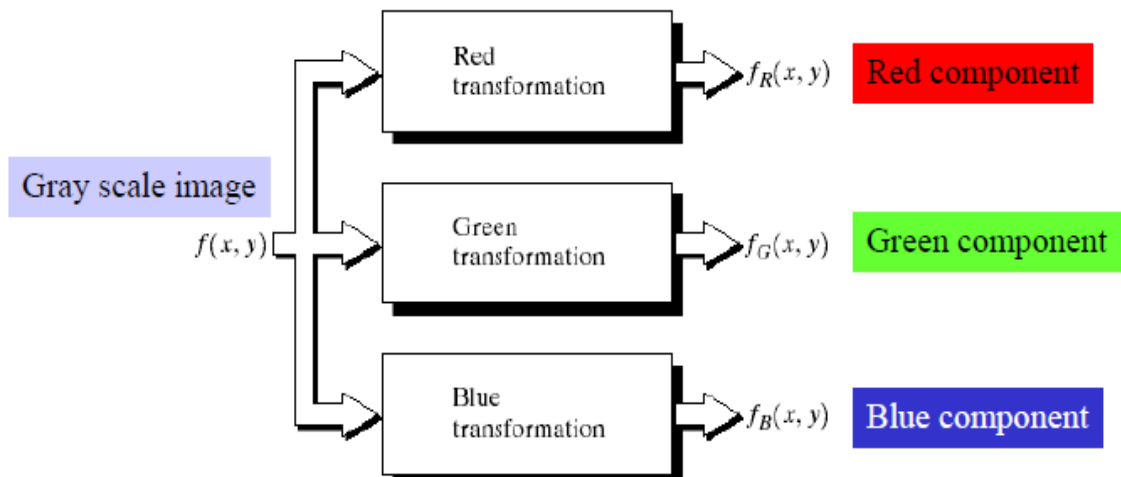 Red
transformation
f_R(x, y)
Red component
Gray scale image
f(x, y)
Green
transformation
f_G(x, y)
Green component
Blue
transformation
f_B(x, y)
Blue component